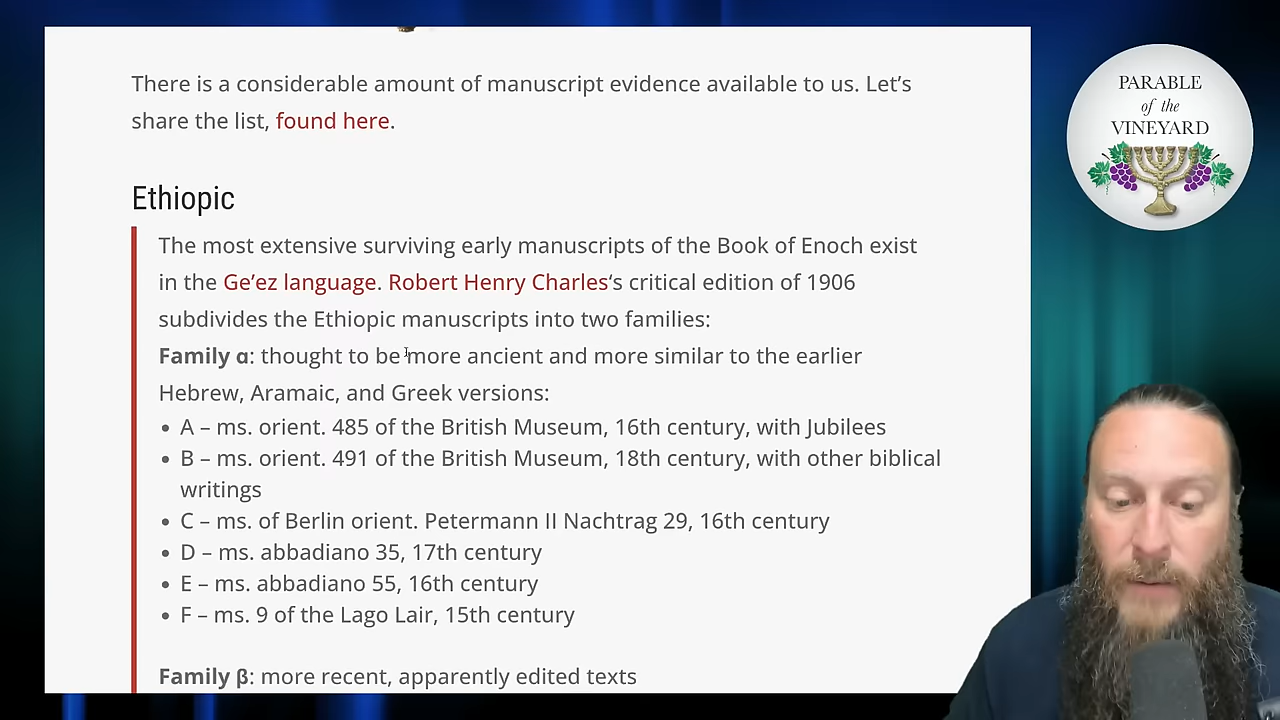 There is a considerable amount of manuscript evidence available to us. Let’s
share the list, found here.
Ethiopic
The most extensive surviving early manuscripts of the Book of Enoch exist
in the Ge’ez language. Robert Henry Charles‘s critical edition of 1906
subdivides the Ethiopic manuscripts into two families:
Family α: thought to be more ancient and more similar to the earlier
Hebrew, Aramaic, and Greek versions:
• A – ms. orient. 485 of the British Museum, 16th century, with Jubilees
• B – ms. orient. 491 of the British Museum, 18th century, with other biblical
writings
• C – ms. of Berlin orient. Petermann II Nachtrag 29, 16th century
• D – ms. abbadiano 35, 17th century
• E – ms. abbadiano 55, 16th century
• F – ms. 9 of the Lago Lair, 15th century
Family β: more recent, apparently edited texts
PARABLE
of the
VINEYARD